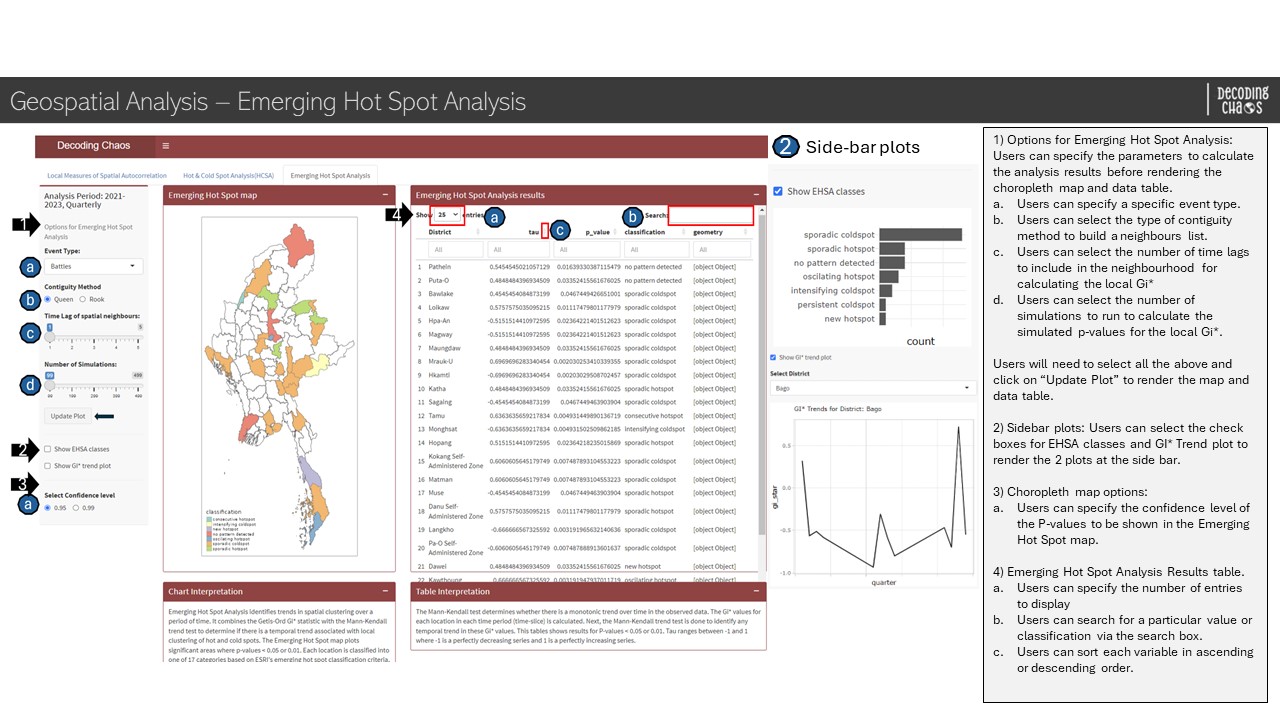 Geospatial Analysis – Emerging Hot Spot Analysis
DECODING
CHAOS
Decoding Chaos
Local Measures of Spatial Autocorrelation
Hot & Cold Spot Analysis(HCSA)
Emerging Hot Spot Analysis
Analysis Period: 2021-
2023, Quarterly
1
Options for Emerging Hot Spot
Analysis
Event Type:
a
Battles
Contiguity Method
b
Queen Rook
Time Lag of spatial neighbours:
c
1 5
1 2 3 4 5
Number of Simulations:
d
99 499
Update Plot
2
Show EHSA classes
Show GI* trend plot
3
a
Select Confidence level
0.95 0.99
Emerging Hot Spot map
classification
consecutive hotspot
intensifying coldspot
new hotspot
no pattern detected
oscilating hotspot
sporadic coldspot
sporadic hotspot
Emerging Hot Spot Analysis results
4
Show 25 entries
a
b
Search:
c
District tau p_value classification geometry
All All All All All
1 Pathein 0.5454545021057129 0.01639330387115479 no pattern detected [object Object]
2 Puta-O 0.4848484396934509 0.03352415561676025 no pattern detected [object Object]
3 Bawlake 0.4545454084873199 0.0467449426651001 sporadic coldspot [object Object]
4 Loikaw 0.5757575035095215 0.01117479801177979 sporadic coldspot [object Object]
5 Hpa-An -0.5151514410972595 0.0236422401512623 sporadic coldspot [object Object]
6 Magway -0.5151514410972595 0.0236422401512623 sporadic coldspot [object Object]
7 Maungdaw 0.4848484396934509 0.03352415561676025 sporadic coldspot [object Object]
8 Mrauk-U 0.6969696283340454 0.002030253410339355 sporadic coldspot [object Object]
9 Hkamti -0.6969696283340454 0.00203029508702457 sporadic coldspot [object Object]
10 Katha 0.4848484396934509 0.03352415561676025 sporadic hotspot [object Object]
11 Sagaing -0.4545454084873199 0.0467449463903904 sporadic coldspot [object Object]
12 Tamu 0.6363635659217834 0.004931449890136719 consecutive hotspot [object Object]
13 Monghsat -0.6363635659217834 0.004931502509862185 intensifying coldspot [object Object]
14 Hopang 0.5151514410972595 0.02364218235015869 sporadic hotspot [object Object]
15 Kokang Self-
Administered Zone 0.6060605645179749 0.007487893104553223 sporadic coldspot [object Object]
16 Matman 0.6060605645179749 0.007487893104553223 sporadic coldspot [object Object]
17 Muse -0.4545454084873199 0.0467449463903904 sporadic hotspot [object Object]
18 Danu Self-
Administered Zone 0.5757575035095215 0.01117479801177979 sporadic hotspot [object Object]
19 Langkho -0.666666567325592 0.003191965632140636 sporadic coldspot [object Object]
20 Pa-O Self-
Administered Zone -0.6060605645179749 0.00748788813601637 sporadic coldspot [object Object]
21 Dawei 0.4848484396934509 0.03352415561676025 new hotspot [object Object]
22 Kawthoung oscilating hotspot [object Object]
Chart Interpretation
Emerging Hot Spot Analysis identifies trends in spatial clustering over a
period of time. It combines the Getis-Ord Gi* statistic with the Mann-Kendall
trend test to determine if there is a temporal trend associated with local
clustering of hot and cold spots. The Emerging Hot Spot map plots
significant areas where p-values < 0.05 or 0.01. Each location is classified into
one of 17 categories based on ESRI's emerging hot spot classification criteria.
Table Interpretation
The Mann-Kendall test determines whether there is a monotonic trend over time in the observed data. The GI* values for
each location in each time period (time-slice) is calculated. Next, the Mann-Kendall trend test is done to identify any
temporal trend in these GI* values. This tables shows results for P-values < 0.05 or 0.01. Tau ranges between -1 and 1
where -1 is a perfectly decreasing series and 1 is a perfectly increasing series.
2 Side-bar plots
Show EHSA classes
sporadic coldspot
sporadic hotspot
no pattern detected
oscilating hotspot
intensifying coldspot
persistent coldspot
new hotspot
count
Show GI* trend plot
Select District
Bago
GI* Trends for District: Bago
gi_star
0.5
0.0
-0.5
-1.0
quarter
1) Options for Emerging Hot Spot Analysis:
Users can specify the parameters to calculate
the analysis results before rendering the
choropleth map and data table.
a. Users can specify a specific event type.
b. Users can select the type of contiguity
method to build a neighbours list.
c. Users can select the number of time lags
to include in the neighbourhood for
calculating the local Gi*
d. Users can select the number of
simulations to run to calculate the
simulated p-values for the local Gi*.
Users will need to select all the above and
click on “Update Plot” to render the map and
data table.
2) Sidebar plots: Users can select the check
boxes for EHSA classes and GI* Trend plot to
render the 2 plots at the side bar.
3) Choropleth map options:
a. Users can specify the confidence level of
the P-values to be shown in the Emerging
Hot Spot map.
4) Emerging Hot Spot Analysis Results table.
a. Users can specify the number of entries
to display
b. Users can search for a particular value or
classification via the search box.
c. Users can sort each variable in ascending
or descending order.